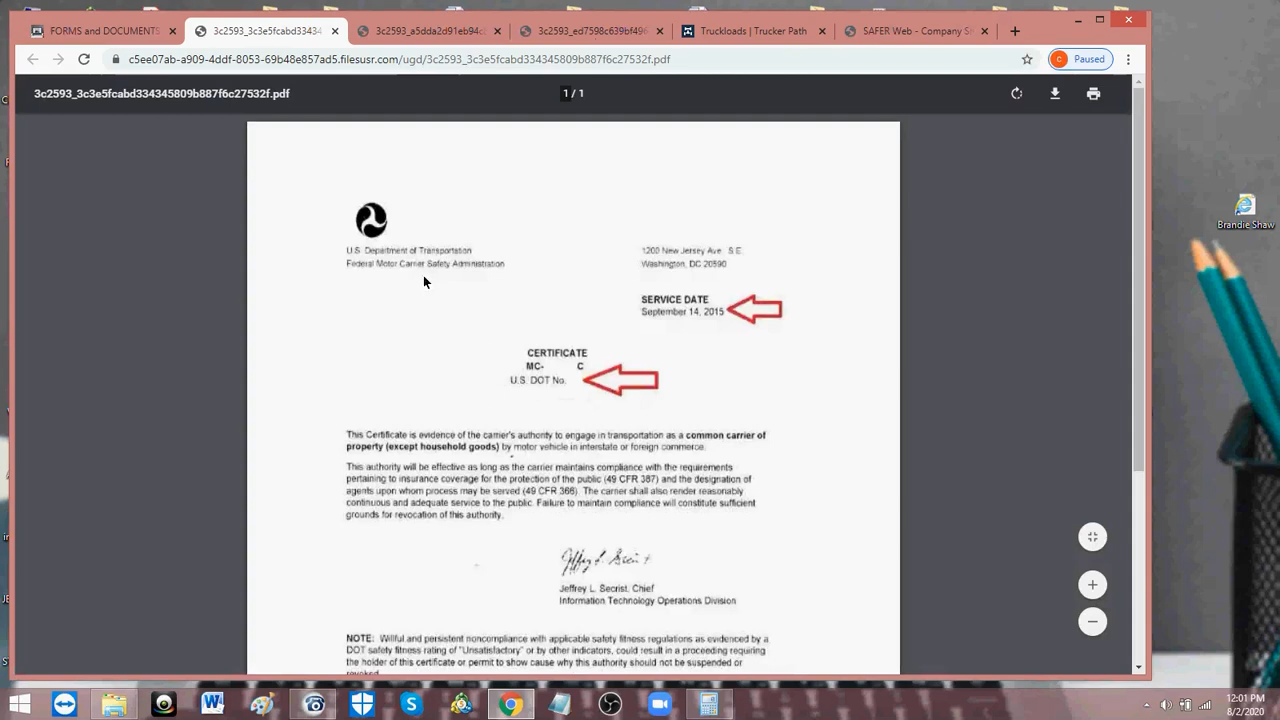 FORMS and DOCUMENTS
3c2593_3c3e5fcabd33434
3c2593_a5dda2d91eb94c
3c2593_ed7598c639bf496
Truckloads | Trucker Path
SAFER Web - Company S
c5ee07ab-a909-4ddf-8053-69b48e857ad5.filesusr.com/ugd/3c2593_3c3e5fcabd334345809b887f6c27532f.pdf
C
Paused
3c2593_3c3e5fcabd334345809b887f6c27532f.pdf
1 / 1
U.S. Department of Transportation
Federal Motor Carrier Safety Administration
1200 New Jersey Ave S.E.
Washington, DC 20590
SERVICE DATE
September 14, 2015
CERTIFICATE
MC- C
U.S. DOT No.
This Certificate is evidence of the carrier's authority to engage in transportation as a common carrier of
property (except household goods) by motor vehicle in interstate or foreign commerce.
This authority will be effective as long as the carrier maintains compliance with the requirements
pertaining to insurance coverage for the protection of the public (49 CFR 387) and the designation of
agents upon whom process may be served (49 CFR 366). The carrier shall also render reasonably
continuous and adequate service to the public. Failure to maintain compliance will constitute sufficient
grounds for revocation of this authority.
Jeffrey L. Secrist, Chief
Information Technology Operations Division
NOTE: Willful and persistent noncompliance with applicable safety fitness regulations as evidenced by a
DOT safety fitness rating of "Unsatisfactory" or by other indicators, could result in a proceeding requiring
the holder of this certificate or permit to show cause why this authority should not be suspended or
revoked.
Brandie Shaw
12:01 PM
8/2/2020